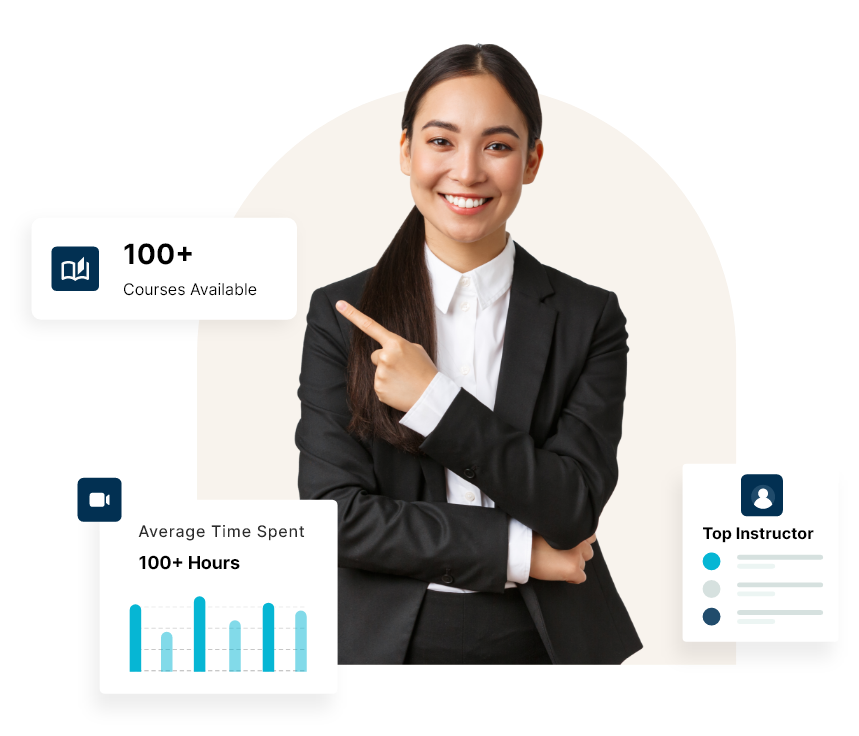 100+
Courses Available
Average Time Spent
100+ Hours
Top Instructor